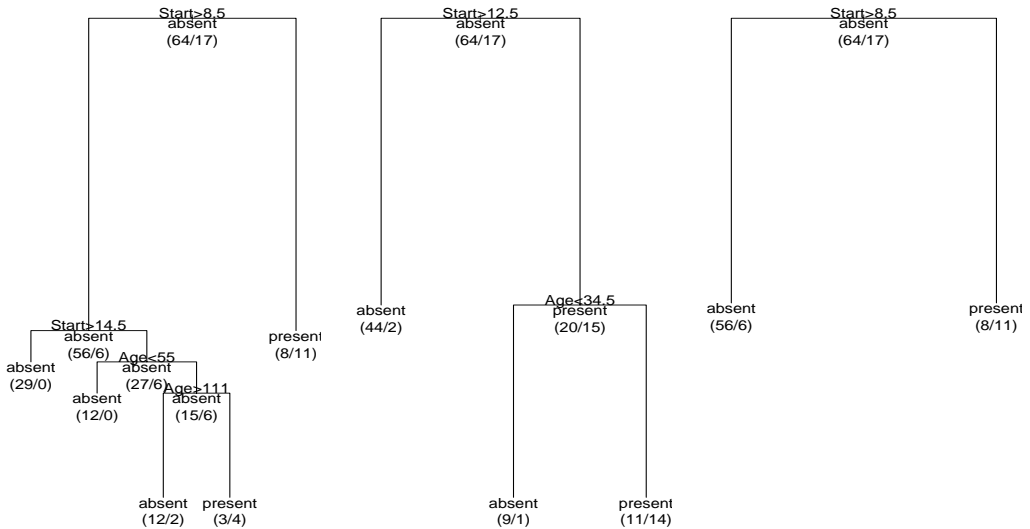 Start>8.5
absent
(64/17)
Start>14.5
absent
(56/6)
absent
(29/0)
Age<55
absent
(27/6)
absent
(12/0)
Age>111
absent
(15/6)
absent
(12/2)
present
(3/4)
present
(8/11)
Start>12.5
absent
(64/17)
absent
(44/2)
Age<34.5
present
(20/15)
absent
(9/1)
present
(11/14)
Start>8.5
absent
(64/17)
absent
(56/6)
present
(8/11)